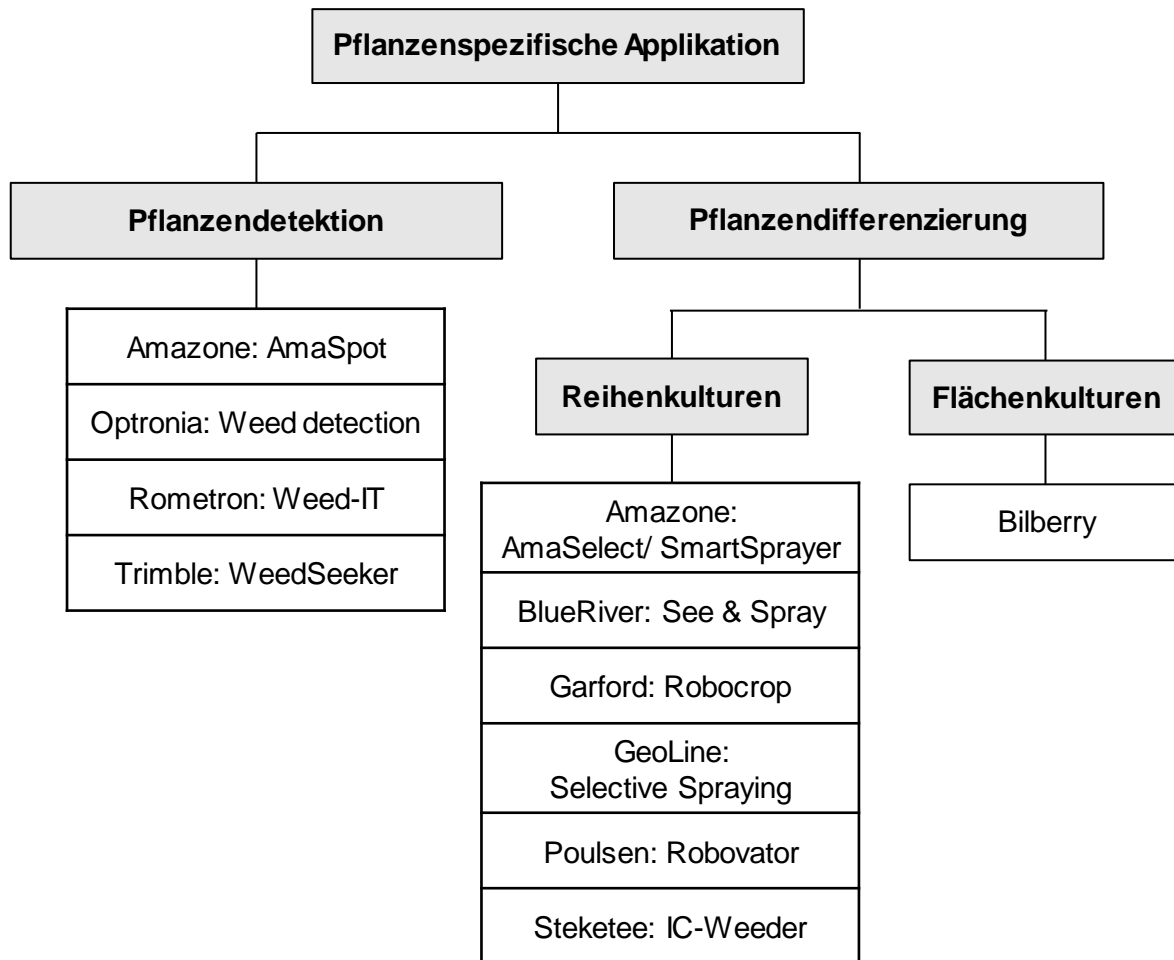 Pflanzenspezifische Applikation
Pflanzendetektion
Pflanzendifferenzierung
Amazone: AmaSpot
Optronia: Weed detection
Rometron: Weed-IT
Trimble: WeedSeeker
Reihenkulturen
Flächenkulturen
Amazone:
AmaSelect/ SmartSprayer
BlueRiver: See & Spray
Garford: Robocrop
GeoLine:
Selective Spraying
Poulsen: Robovator
Steketee: IC-Weeder
Bilberry